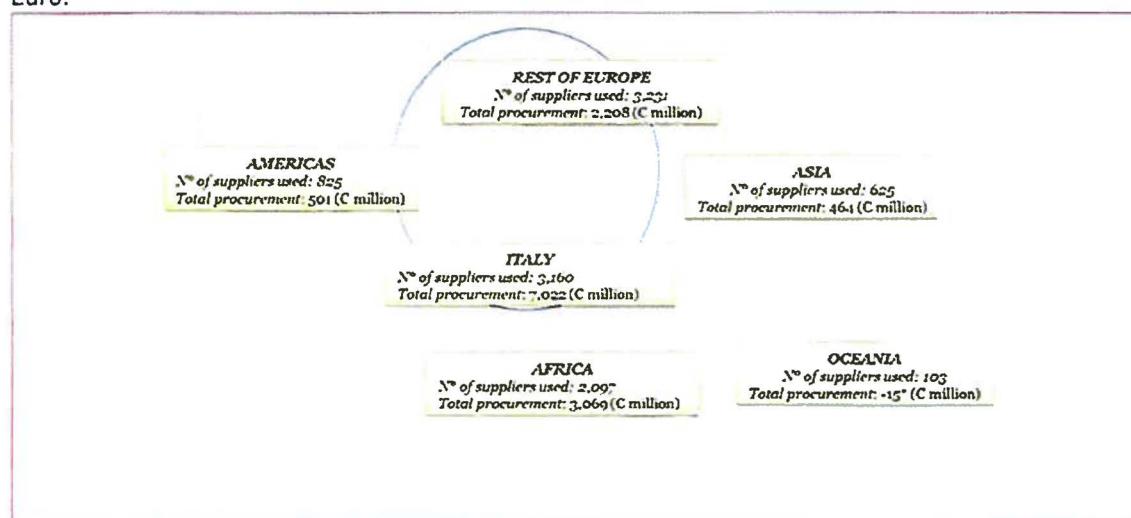 Euro.
REST OF EUROPE
N° of suppliers used: 3,231
Total procurement: 2,208 (€ million)
AMERICAS
N° of suppliers used: 825
Total procurement: 501 (€ million)
ASIA
N° of suppliers used: 625
Total procurement: 464 (€ million)
ITALY
N° of suppliers used: 3,160
Total procurement: 7,022 (€ million)
AFRICA
N° of suppliers used: 2,097
Total procurement: 3,069 (€ million)
OCEANIA
N° of suppliers used: 103
Total procurement: -15* (€ million)